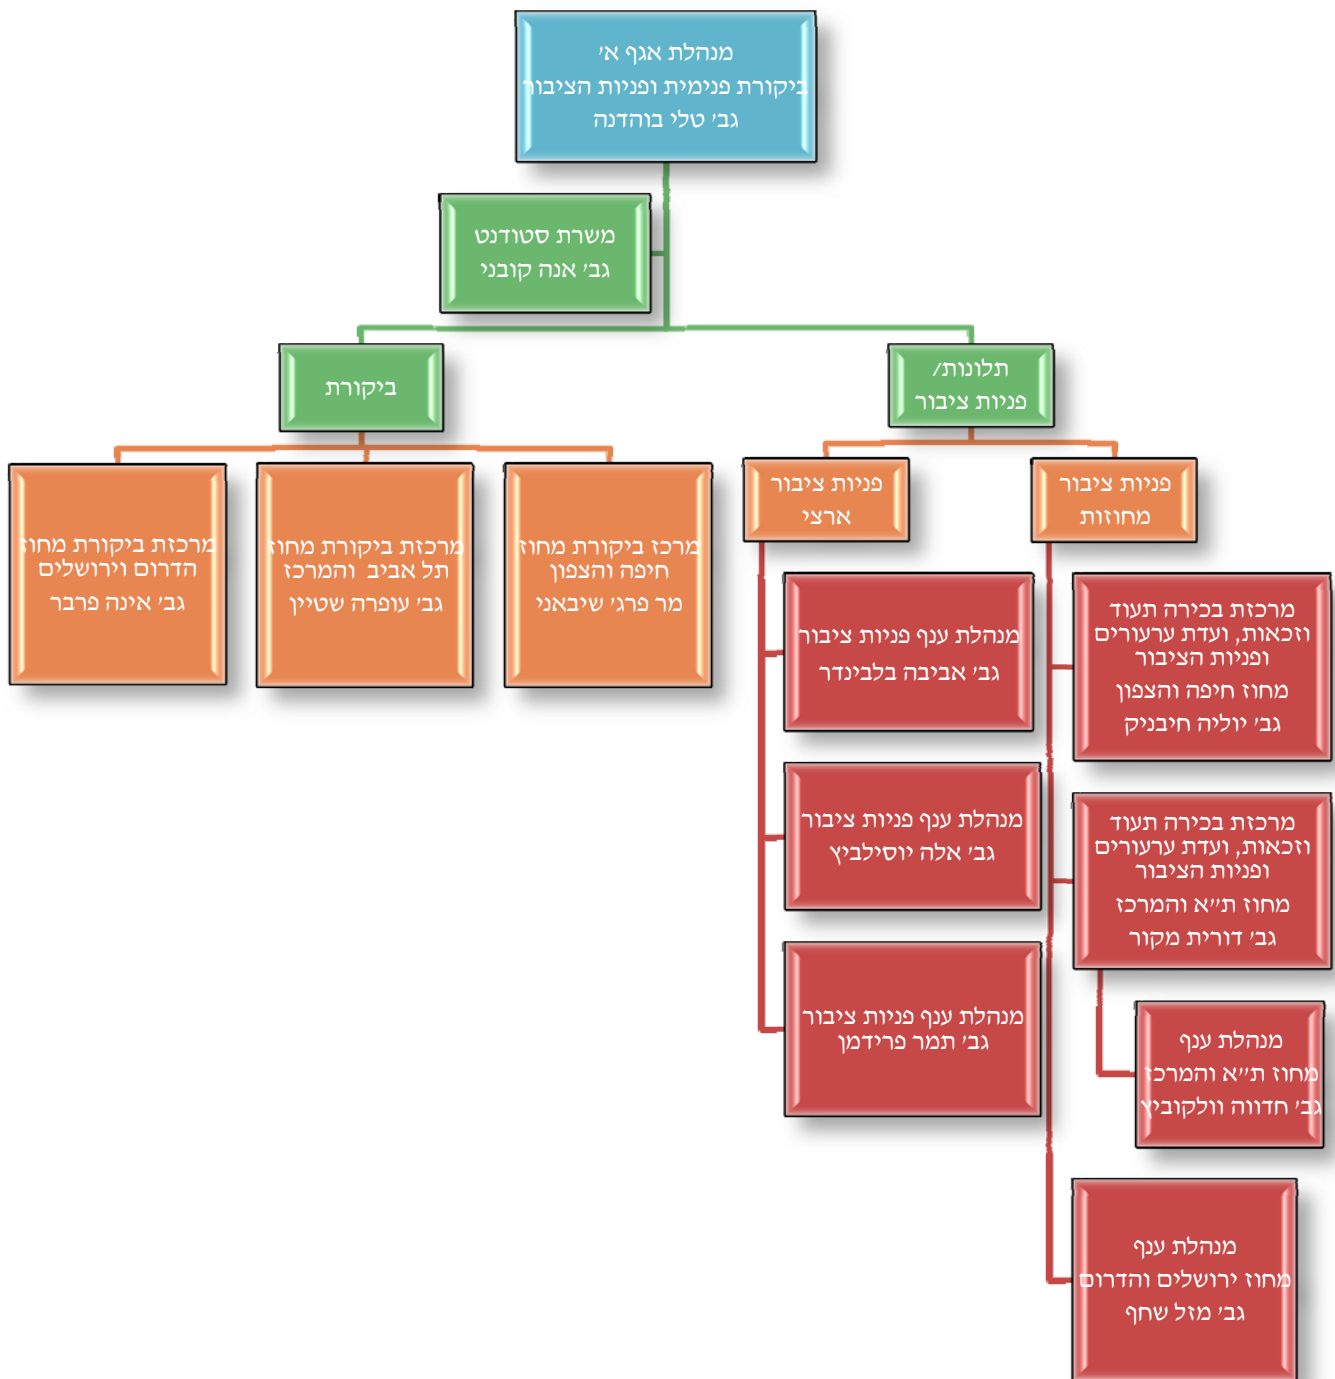 מנהלת אגף א'
ביקורת פנימית ופניות הציבור
גב' טלי בוהדנה
משרת סטודנט
גב' אנה קובני
תלונות/
פניות ציבור
ביקורת
פניות ציבור
מחוזות
פניות ציבור
ארצי
מרכז ביקורת מחוז
חיפה והצפון
מר פרג' שיבאני
מרכזת ביקורת מחוז
תל אביב והמרכז
גב' עופרה שטיין
מרכזת ביקורת מחוז
הדרום וירושלים
גב' אינה פרבר
מרכזת בכירה תעוד
וזכאות, ועדת ערעורים
ופניות הציבור
מחוז חיפה והצפון
גב' יוליה חיבניק
מרכזת בכירה תעוד
וזכאות, ועדת ערעורים
ופניות הציבור
מחוז ת"א והמרכז
גב' דורית מקור
מנהלת ענף
מחוז ת"א והמרכז
גב' חדווה וולקוביץ
מנהלת ענף
מחוז ירושלים והדרום
גב' מזל שחף
מנהלת ענף פניות ציבור
גב' אביבה בלבינדר
מנהלת ענף פניות ציבור
גב' אלה יוסילביץ
מנהלת ענף פניות ציבור
גב' תמר פרידמן